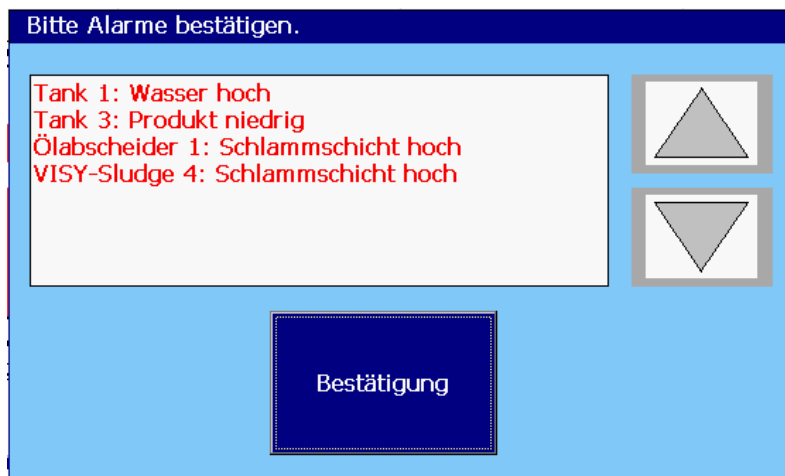 Bitte Alarme bestätigen.
Tank 1: Wasser hoch
Tank 3: Produkt niedrig
Ölabscheider 1: Schlammschicht hoch
VISY-Sludge 4: Schlammschicht hoch
Bestätigung